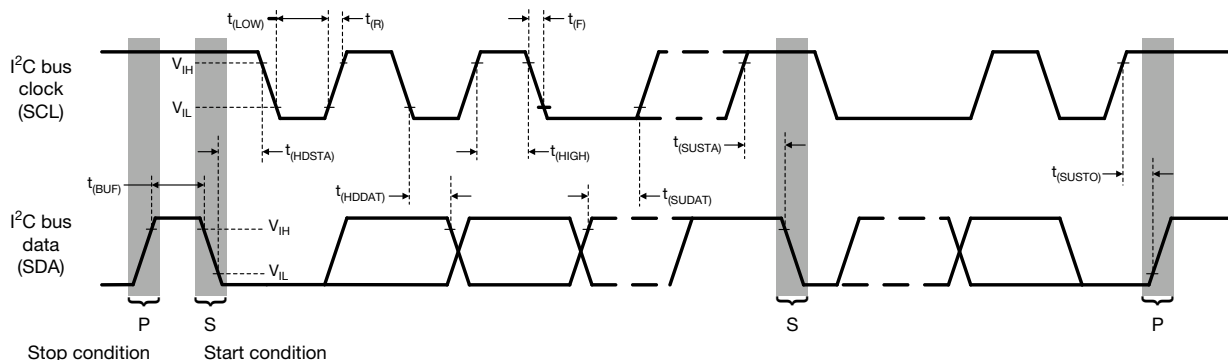 t(LOW) t(R) t(F)
I²C bus
clock
(SCL)
VIH
VIL
t(HDSTA) t(HIGH) t(SUSTA) t(SUSTO)
t(BUF) t(HDDAT) t(SUDAT)
I²C bus
data
(SDA)
VIH
VIL
P S S P
Stop condition Start condition